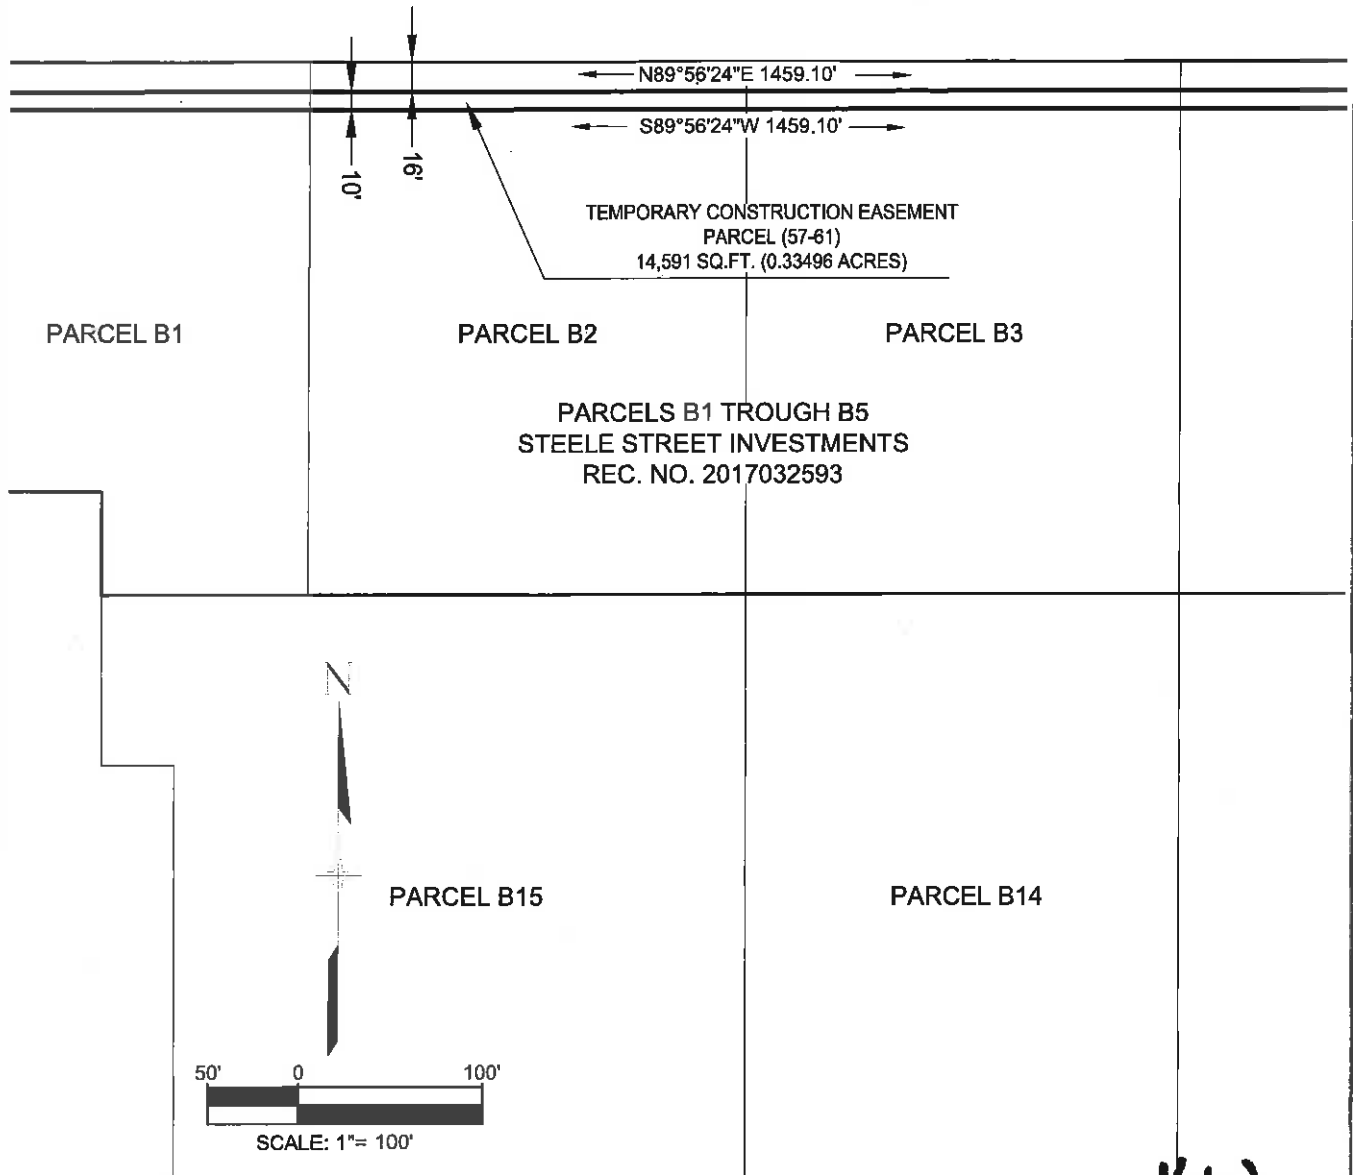 N89°56'24"E 1459.10'
S89°56'24"W 1459.10'
10'
16'
TEMPORARY CONSTRUCTION EASEMENT
PARCEL (57-61)
14,591 SQ.FT. (0.33496 ACRES)
PARCEL B1
PARCEL B2
PARCEL B3
PARCELS B1 TROUGH B5
STEELE STREET INVESTMENTS
REC. NO. 2017032593
N
PARCEL B15
PARCEL B14
50' 0 100'
SCALE: 1"= 100'